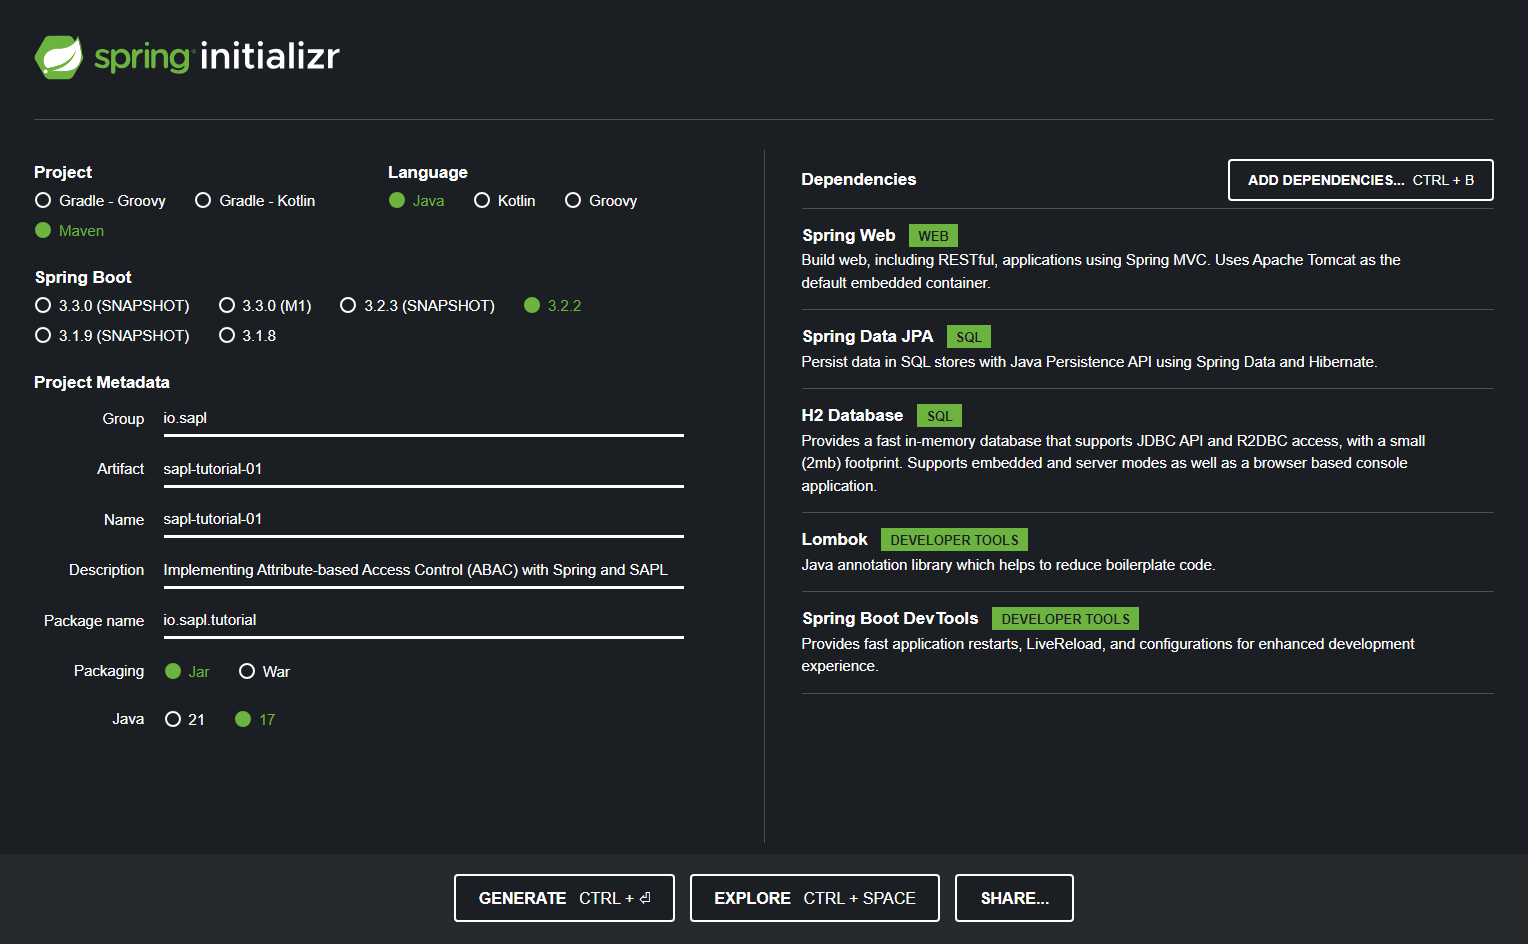 spring initializr
Project
Gradle - Groovy Gradle - Kotlin
Maven
Language
Java Kotlin Groovy
Spring Boot
3.3.0 (SNAPSHOT) 3.3.0 (M1) 3.2.3 (SNAPSHOT) 3.2.2
3.1.9 (SNAPSHOT) 3.1.8
Project Metadata
Group io.sapl
Artifact sapl-tutorial-01
Name sapl-tutorial-01
Description Implementing Attribute-based Access Control (ABAC) with Spring and SAPL
Package name io.sapl.tutorial
Packaging Jar War
Java 21 17
Dependencies
ADD DEPENDENCIES... CTRL + B
Spring Web WEB
Build web, including RESTful, applications using Spring MVC. Uses Apache Tomcat as the
default embedded container.
Spring Data JPA SQL
Persist data in SQL stores with Java Persistence API using Spring Data and Hibernate.
H2 Database SQL
Provides a fast in-memory database that supports JDBC API and R2DBC access, with a small
(2mb) footprint. Supports embedded and server modes as well as a browser based console
application.
Lombok DEVELOPER TOOLS
Java annotation library which helps to reduce boilerplate code.
Spring Boot DevTools DEVELOPER TOOLS
Provides fast application restarts, LiveReload, and configurations for enhanced development
experience.
GENERATE CTRL + ⏎
EXPLORE CTRL + SPACE
SHARE...